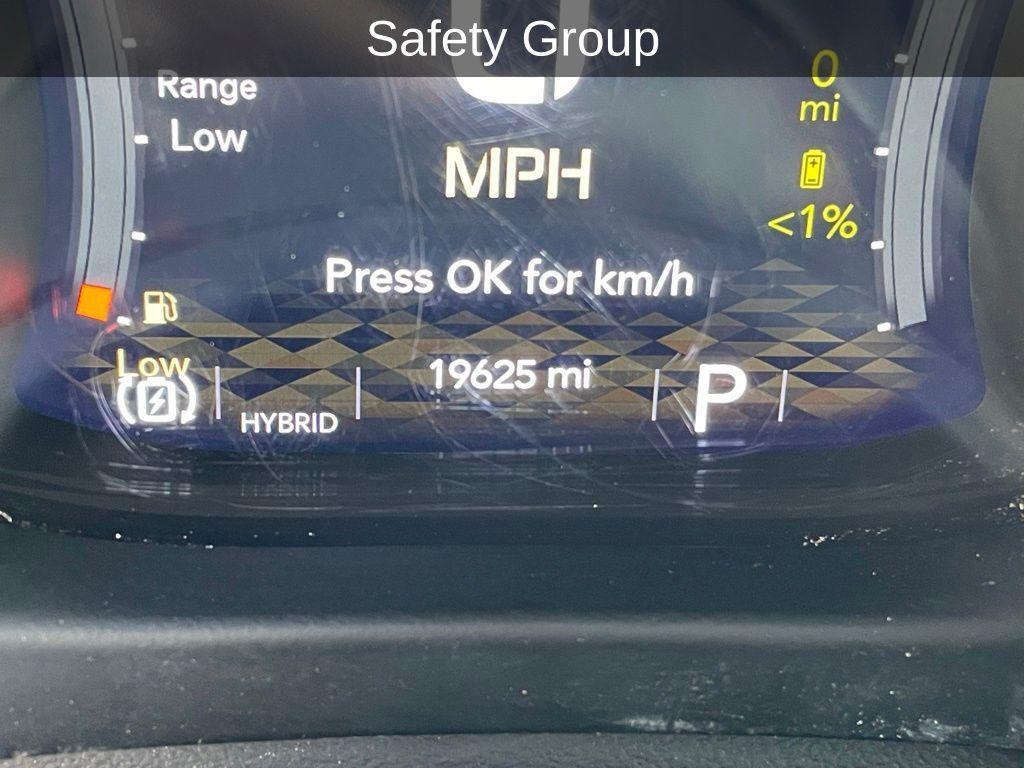 Safety Group
Range
Low
0
mi
MPH
<1%
Press OK for km/h
Low
HYBRID
19625 mi
P